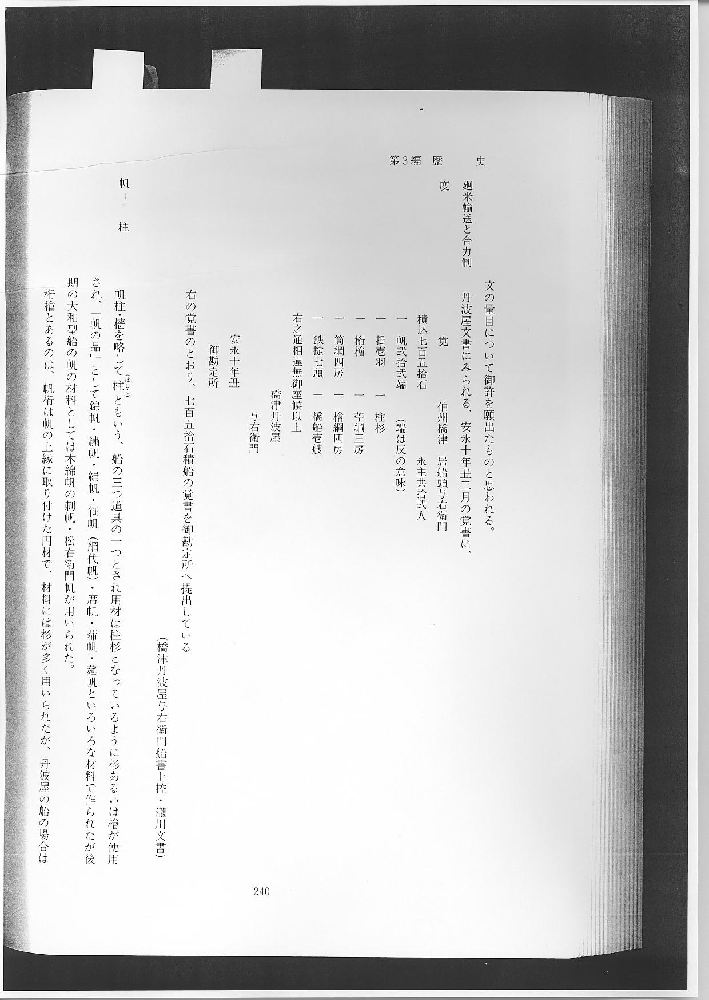 第3編　歴　　史
文の量目について御許を願出たものと思われる。
廻米輸送と合力制
度
丹波屋文書にみられる、安永十年丑二月の覚書に、
覚　　　　伯州橋津　居船頭与右衛門
積込七百五拾石　　　　　　永主共拾弐人
一　帆弐拾弐端　　（端は反の意味）
一　揖壱羽　　一　柱杉
一　桁檜　　　一　苧綱三房
一　筒綱四房　一　檜綱四房
一　鉄掟七頭　一　橋船壱艘
右之通相違無御座候以上
橋津丹波屋
与右衛門
安永十年丑
御勘定所
右の覚書のとおり、七百五拾石積船の覚書を御勘定所へ提出している
（橋津丹波屋与右衛門船書上控・瀧川文書）
帆　　柱
帆柱・檣を略して柱（はしら）ともいう、船の三つ道具の一つとされ用材は柱杉となっているように杉あるいは檜が使用
され、「帆の品」として錦帆・繡帆・絹帆・笹帆（網代帆）・席帆・蒲帆・莚帆といろいろな材料で作られたが後
期の大和型船の帆の材料としては木綿帆の刺帆・松右衛門帆が用いられた。
桁檜とあるのは、帆桁は帆の上縁に取り付けた円材で、材料には杉が多く用いられたが、丹波屋の船の場合は
240